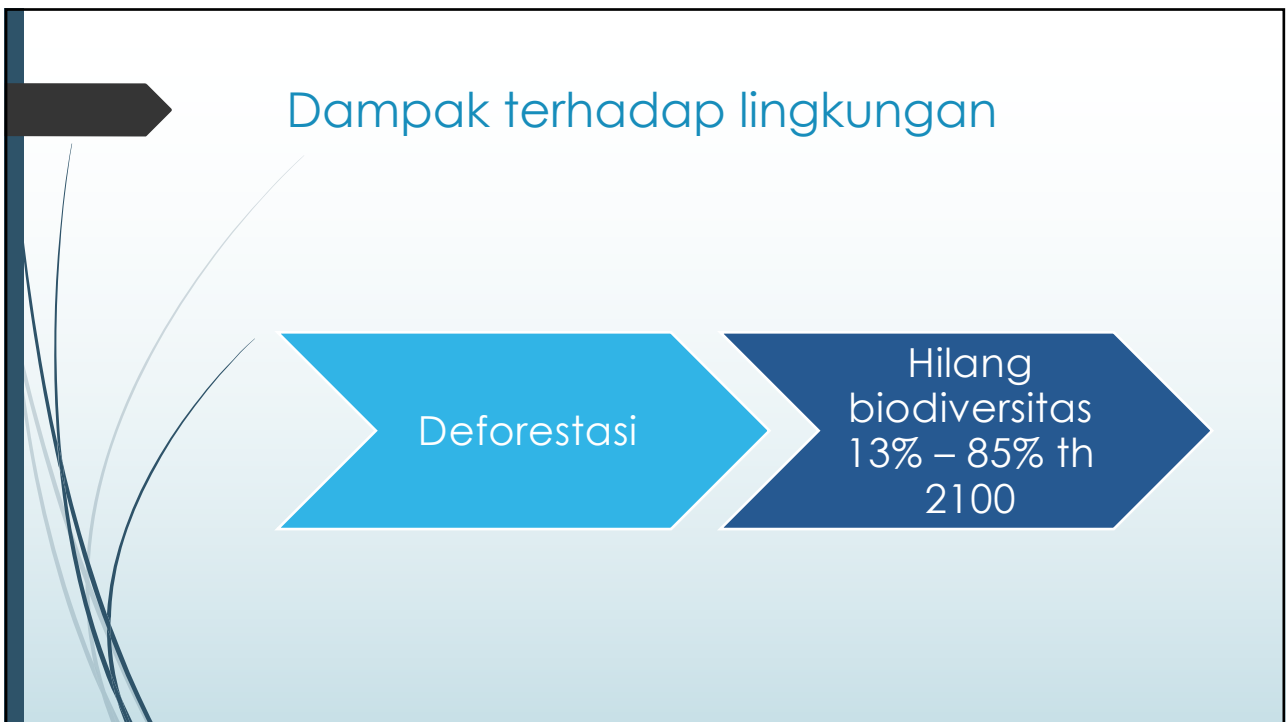 Dampak terhadap lingkungan
Deforestasi
Hilang
biodiversitas
13% – 85% th
2100